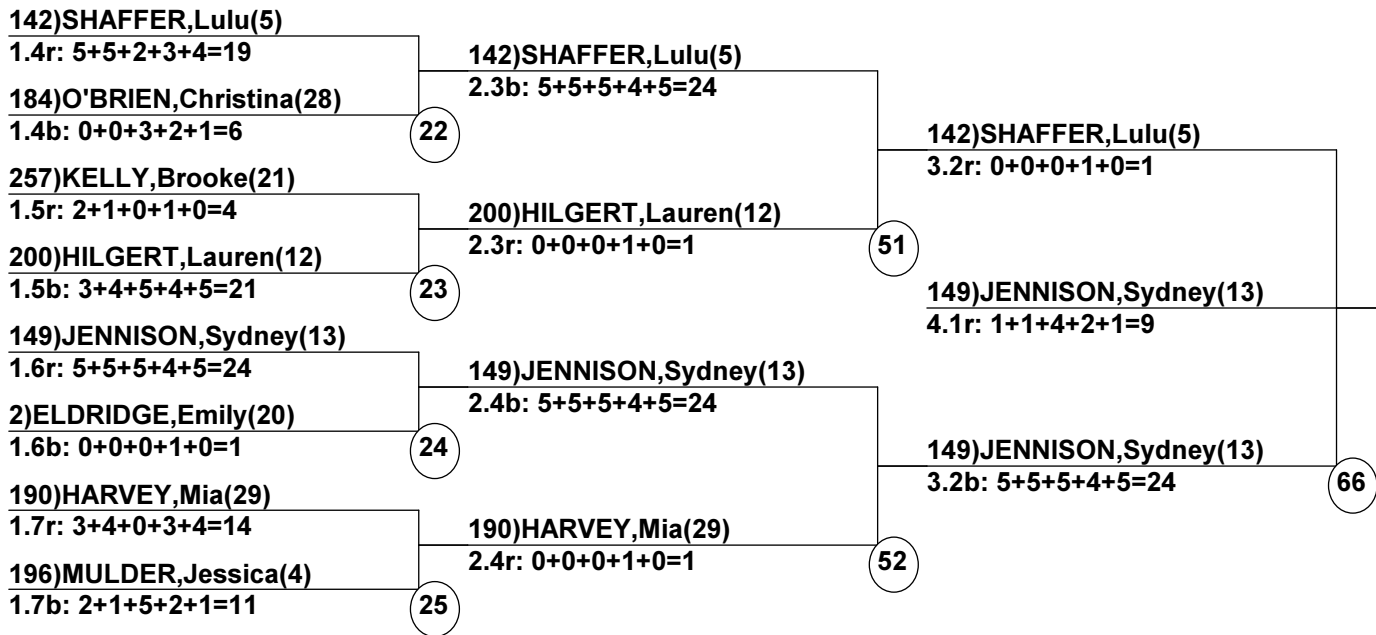 142)SHAFFER,Lulu(5)
1.4r: 5+5+2+3+4=19
184)O'BRIEN,Christina(28)
1.4b: 0+0+3+2+1=6
22
257)KELLY,Brooke(21)
1.5r: 2+1+0+1+0=4
200)HILGERT,Lauren(12)
1.5b: 3+4+5+4+5=21
23
149)JENNISON,Sydney(13)
1.6r: 5+5+5+4+5=24
2)ELDRIDGE,Emily(20)
1.6b: 0+0+0+1+0=1
24
190)HARVEY,Mia(29)
1.7r: 3+4+0+3+4=14
196)MULDER,Jessica(4)
1.7b: 2+1+5+2+1=11
25
142)SHAFFER,Lulu(5)
2.3b: 5+5+5+4+5=24
200)HILGERT,Lauren(12)
2.3r: 0+0+0+1+0=1
51
149)JENNISON,Sydney(13)
2.4b: 5+5+5+4+5=24
190)HARVEY,Mia(29)
2.4r: 0+0+0+1+0=1
52
142)SHAFFER,Lulu(5)
3.2r: 0+0+0+1+0=1
149)JENNISON,Sydney(13)
4.1r: 1+1+4+2+1=9
149)JENNISON,Sydney(13)
3.2b: 5+5+5+4+5=24
66